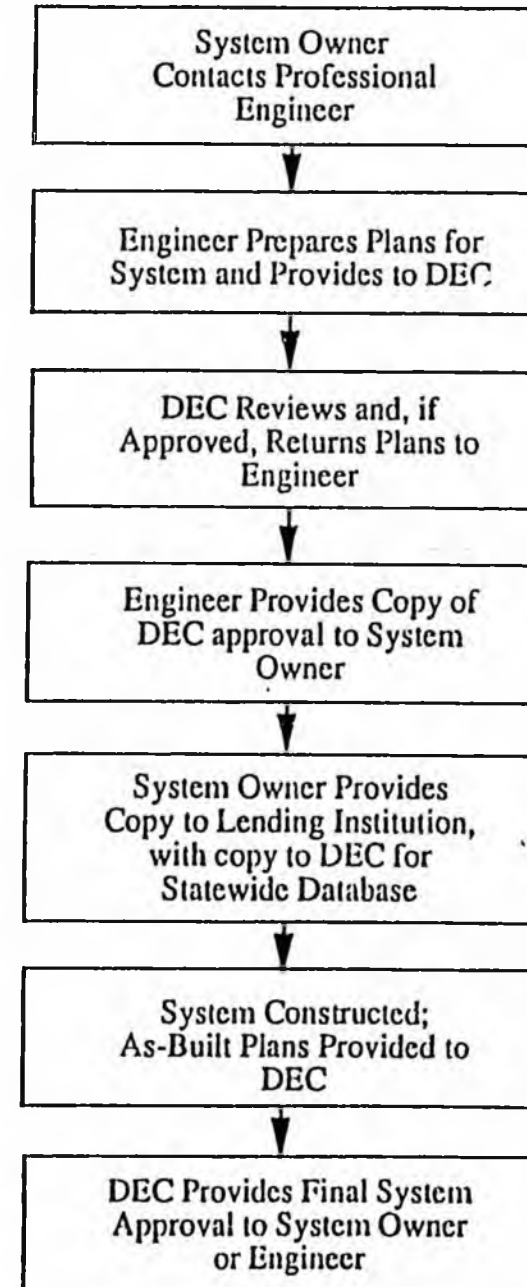 System Owner
Contacts Professional
Engineer
Engineer Prepares Plans for
System and Provides to DEC
DEC Reviews and, if
Approved, Returns Plans to
Engineer
Engineer Provides Copy of
DEC approval to System
Owner
System Owner Provides
Copy to Lending Institution,
with copy to DEC for
Statewide Database
System Constructed;
As-Built Plans Provided to
DEC
DEC Provides Final System
Approval to System Owner
or Engineer